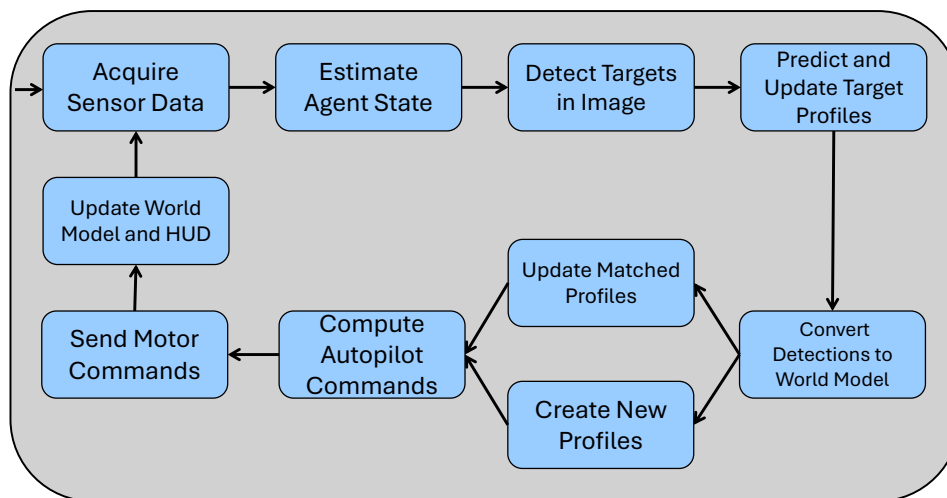 Acquire
Sensor Data
Estimate
Agent State
Detect Targets
in Image
Predict and
Update Target
Profiles
Update World
Model and HUD
Update Matched
Profiles
Send Motor
Commands
Compute
Autopilot
Commands
Convert
Detections to
World Model
Create New
Profiles